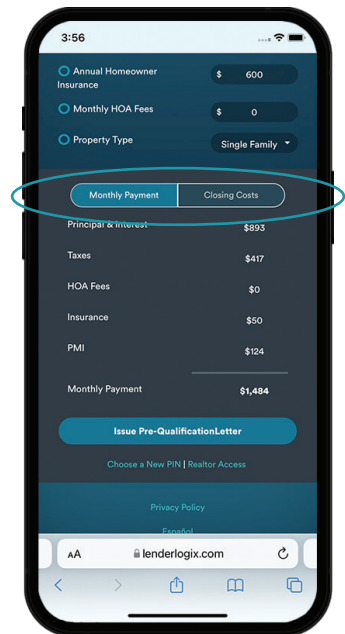 3:56
Annual Homeowner
Insurance
$ 600
Monthly HOA Fees
$ 0
Property Type
Single Family
Monthly Payment
Closing Costs
Principal & Interest
$893
Taxes
$417
HOA Fees
$0
Insurance
$50
PMI
$124
Monthly Payment
$1,484
Issue Pre-QualificationLetter
Choose a New PIN | Realtor Access
Privacy Policy
Español
AA
lenderlogix.com